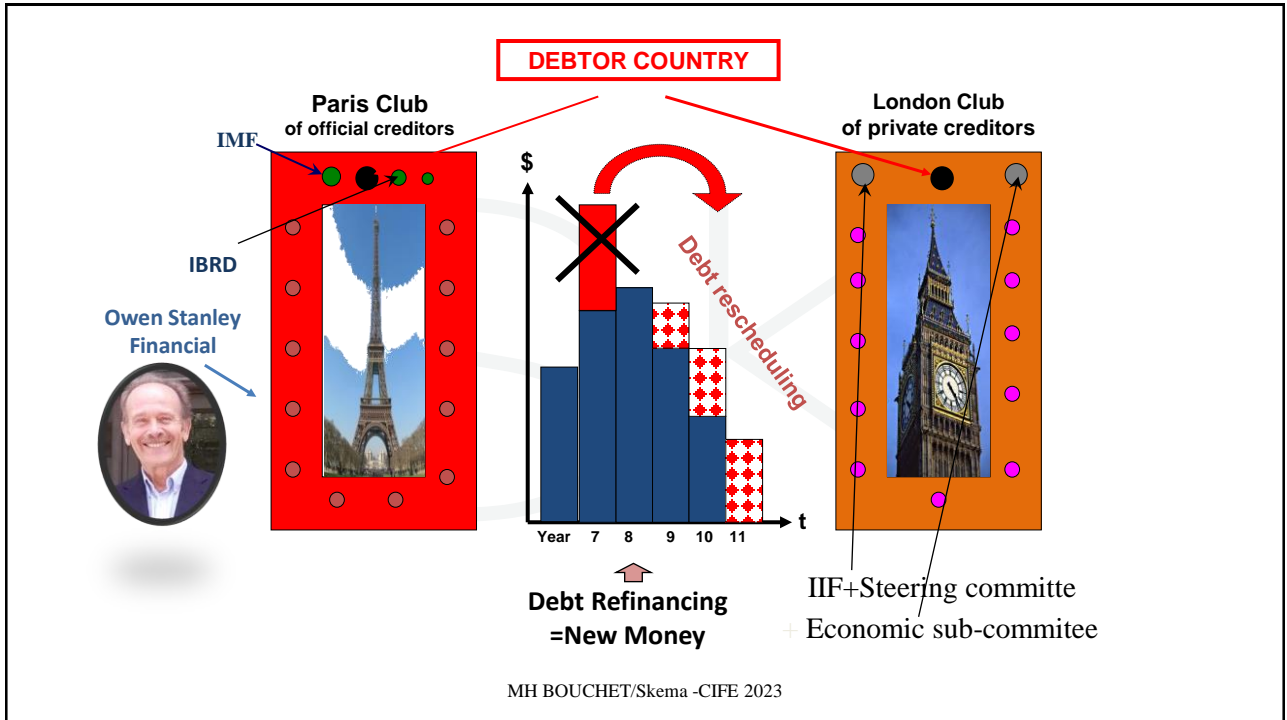 DEBTOR COUNTRY
Paris Club
of official creditors
London Club
of private creditors
IMF
IBRD
Owen Stanley
Financial
$
Debt rescheduling
t
Year 7 8 9 10 11
Debt Refinancing
=New Money
IIF+Steering committe
+ Economic sub-commitee
MH BOUCHET/Skema -CIFE 2023